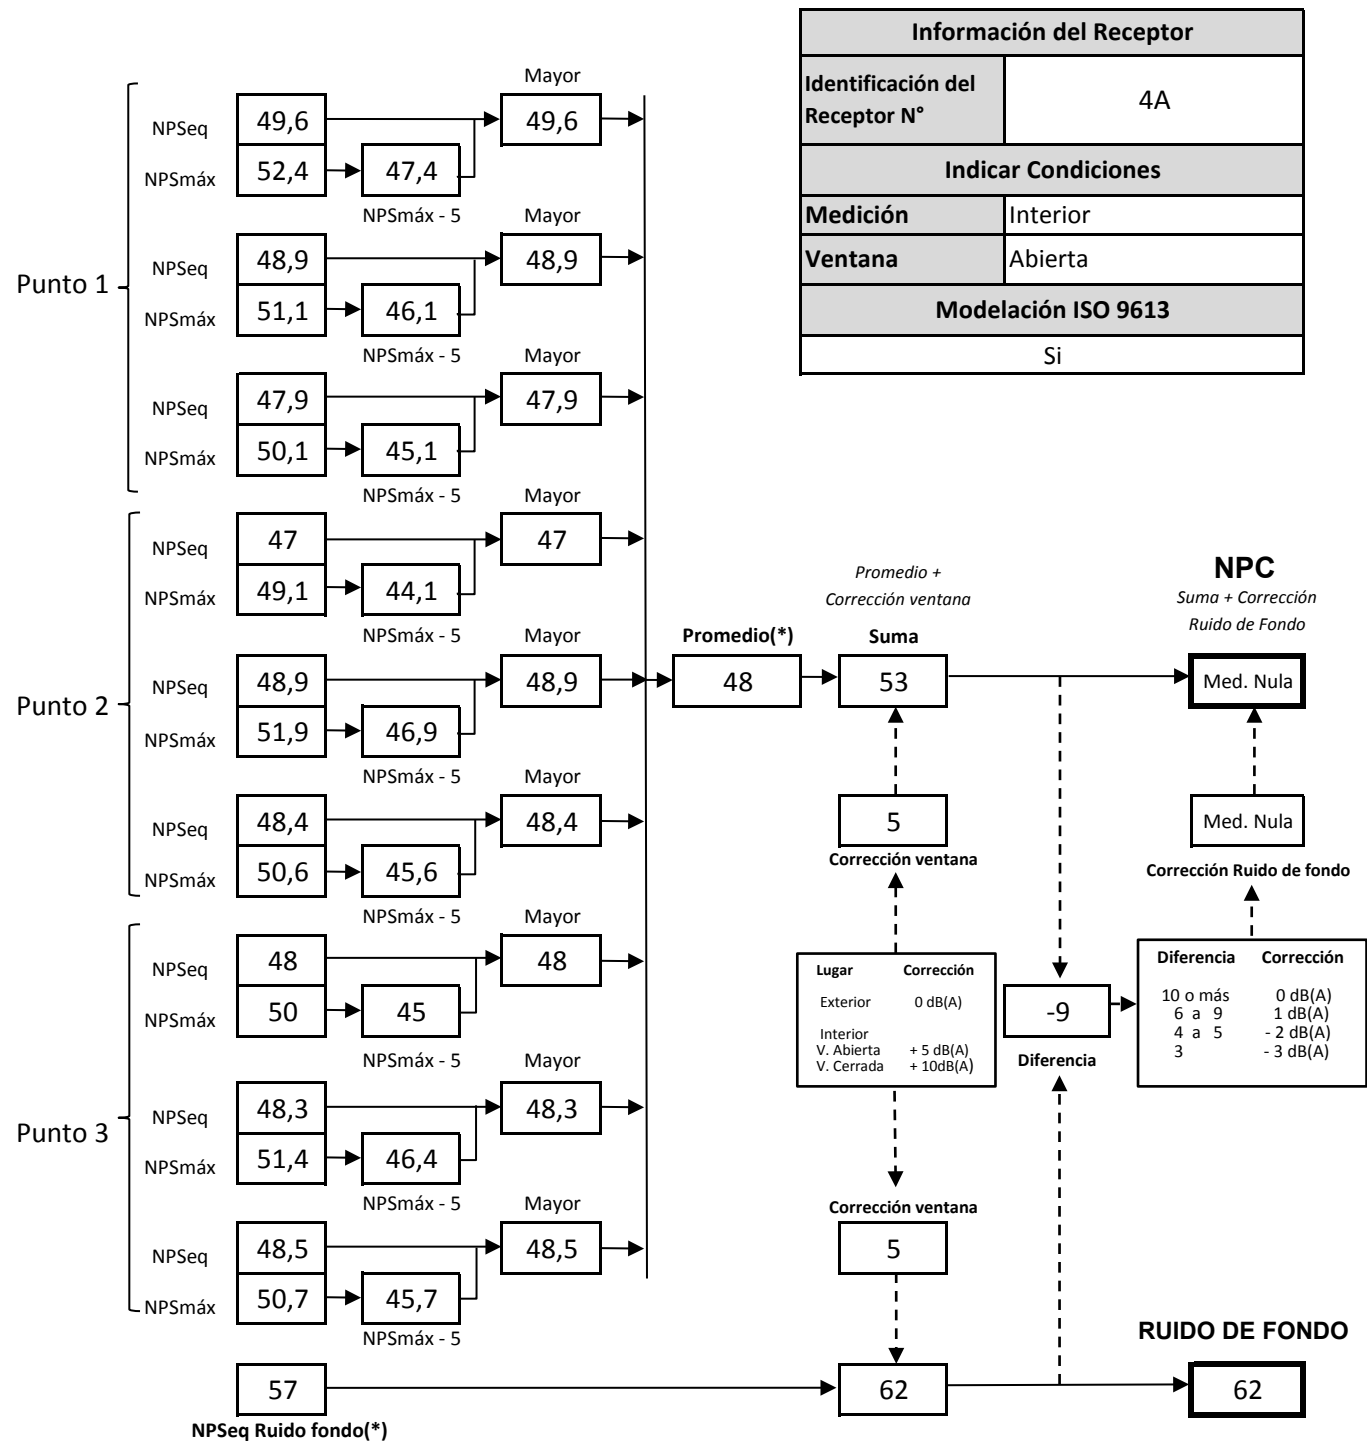 Información del Receptor
Identificación del
Receptor N°
4A
Indicar Condiciones
Medición Interior
Ventana Abierta
Modelación ISO 9613
Si
Punto 1
Mayor
NPSeq 49,6 49,6
NPSmáx 52,4 47,4
NPSmáx - 5 Mayor
NPSeq 48,9 48,9
NPSmáx 51,1 46,1
NPSmáx - 5 Mayor
NPSeq 47,9 47,9
NPSmáx 50,1 45,1
NPSmáx - 5 Mayor
Punto 2
NPSeq 47 47
NPSmáx 49,1 44,1
NPSmáx - 5 Mayor
NPSeq 48,9 48,9
NPSmáx 51,9 46,9
NPSmáx - 5 Mayor
NPSeq 48,4 48,4
NPSmáx 50,6 45,6
NPSmáx - 5 Mayor
Punto 3
NPSeq 48 48
NPSmáx 50 45
NPSmáx - 5 Mayor
NPSeq 48,3 48,3
NPSmáx 51,4 46,4
NPSmáx - 5 Mayor
NPSeq 48,5 48,5
NPSmáx 50,7 45,7
NPSmáx - 5
57
NPSeq Ruido fondo(*)
Promedio(*)
48
Promedio +
Corrección ventana
Suma
53
5
Corrección ventana
Lugar Corrección
Exterior 0 dB(A)
Interior
V. Abierta + 5 dB(A)
V. Cerrada + 10dB(A)
Corrección ventana
5
62
-9
Diferencia
NPC
Suma + Corrección
Ruido de Fondo
Med. Nula
Med. Nula
Corrección Ruido de fondo
Diferencia Corrección
10 o más 0 dB(A)
6 a 9 1 dB(A)
4 a 5 - 2 dB(A)
3 - 3 dB(A)
RUIDO DE FONDO
62